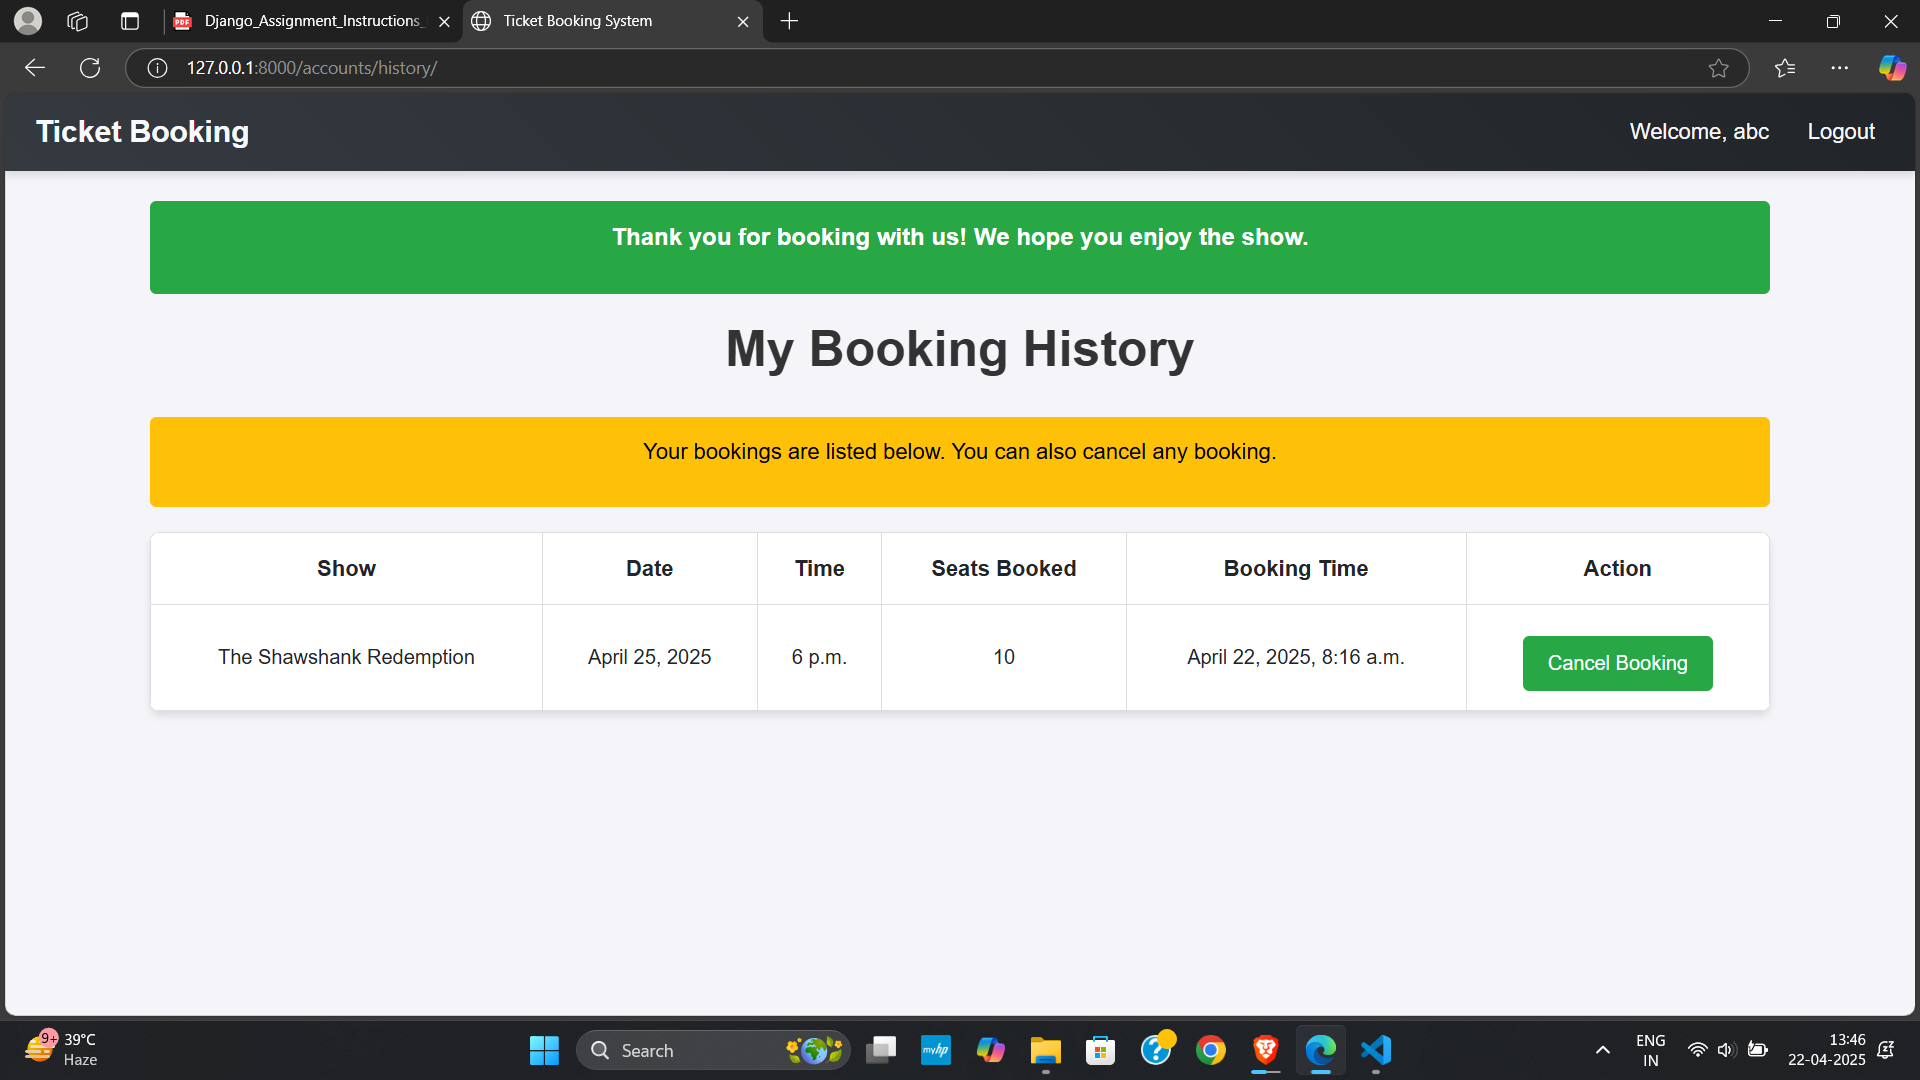 Django_Assignment_Instructions_
Ticket Booking System
127.0.0.1:8000/accounts/history/
Ticket Booking
Welcome, abc
Logout
Thank you for booking with us! We hope you enjoy the show.
My Booking History
Your bookings are listed below. You can also cancel any booking.
Show Date Time Seats Booked Booking Time Action
The Shawshank Redemption April 25, 2025 6 p.m. 10 April 22, 2025, 8:16 a.m. Cancel Booking
9+
39°C
Haze
Search
myhp
ENG
IN
13:46
22-04-2025